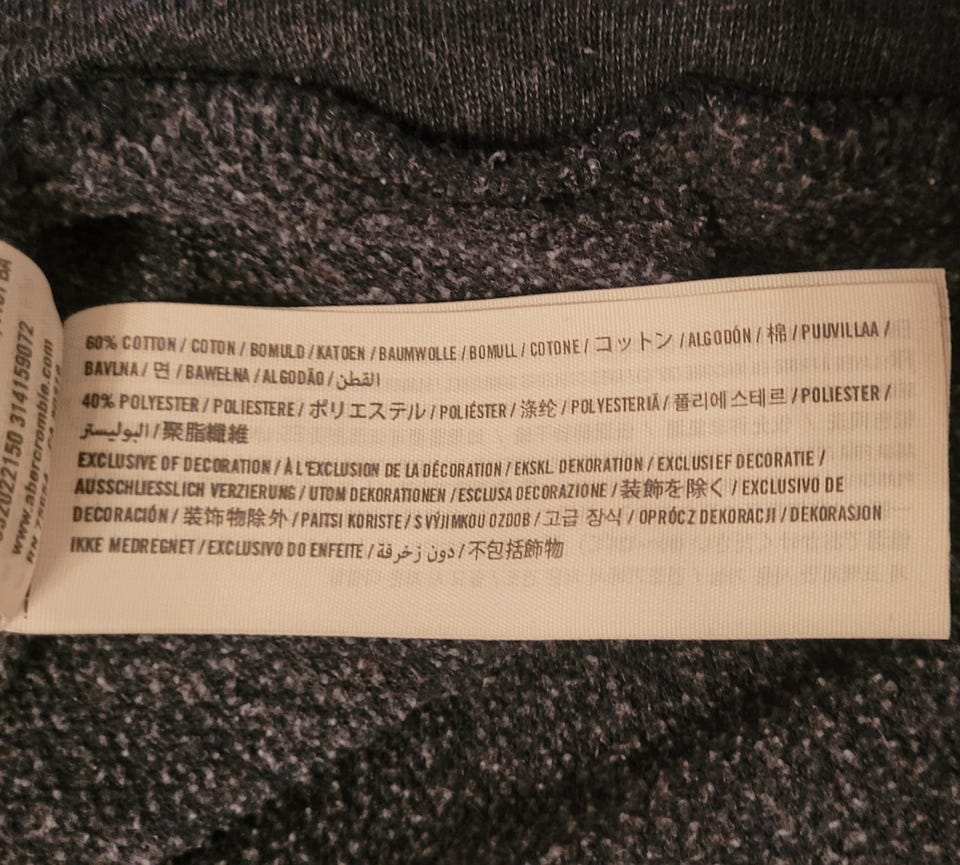 60% COTTON / COTON / BOMULD / KATOEN / BAUMWOLLE / BOMULL / COTONE / コットン / ALGODÓN / 棉 / PUUVILLAA /
BAVLNA / 면 / BAWEŁNA / ALGODÃO / القطن
40% POLYESTER / POLIESTERE / ポリエステル / POLIÉSTER / 涤纶 / POLYESTERIÄ /폴리에스테르 / POLIESTER /
البوليستر / 聚脂纖維
EXCLUSIVE OF DECORATION / À L'EXCLUSION DE LA DÉCORATION / EKSKL. DEKORATION / EXCLUSIEF DECORATIE /
AUSSCHLIESSLICH VERZIERUNG / UTOM DEKORATIONEN / ESCLUSA DECORAZIONE / 装飾を除く / EXCLUSIVO DE
DECORACIÓN / 装饰物除外 / PAITSI KORISTE / S VÝJIMKOU OZDOB / 고급 장식 / OPRÓCZ DEKORACJI / DEKORASJON
IKKE MEDREGNET / EXCLUSIVO DO ENFEITE / دون زخرفة / 不包括飾物
314159072
www.abercrombie.com